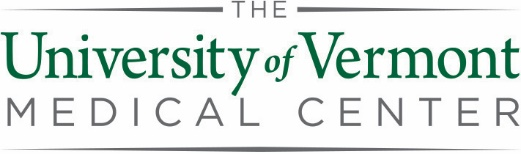 THE
University of Vermont
MEDICAL CENTER